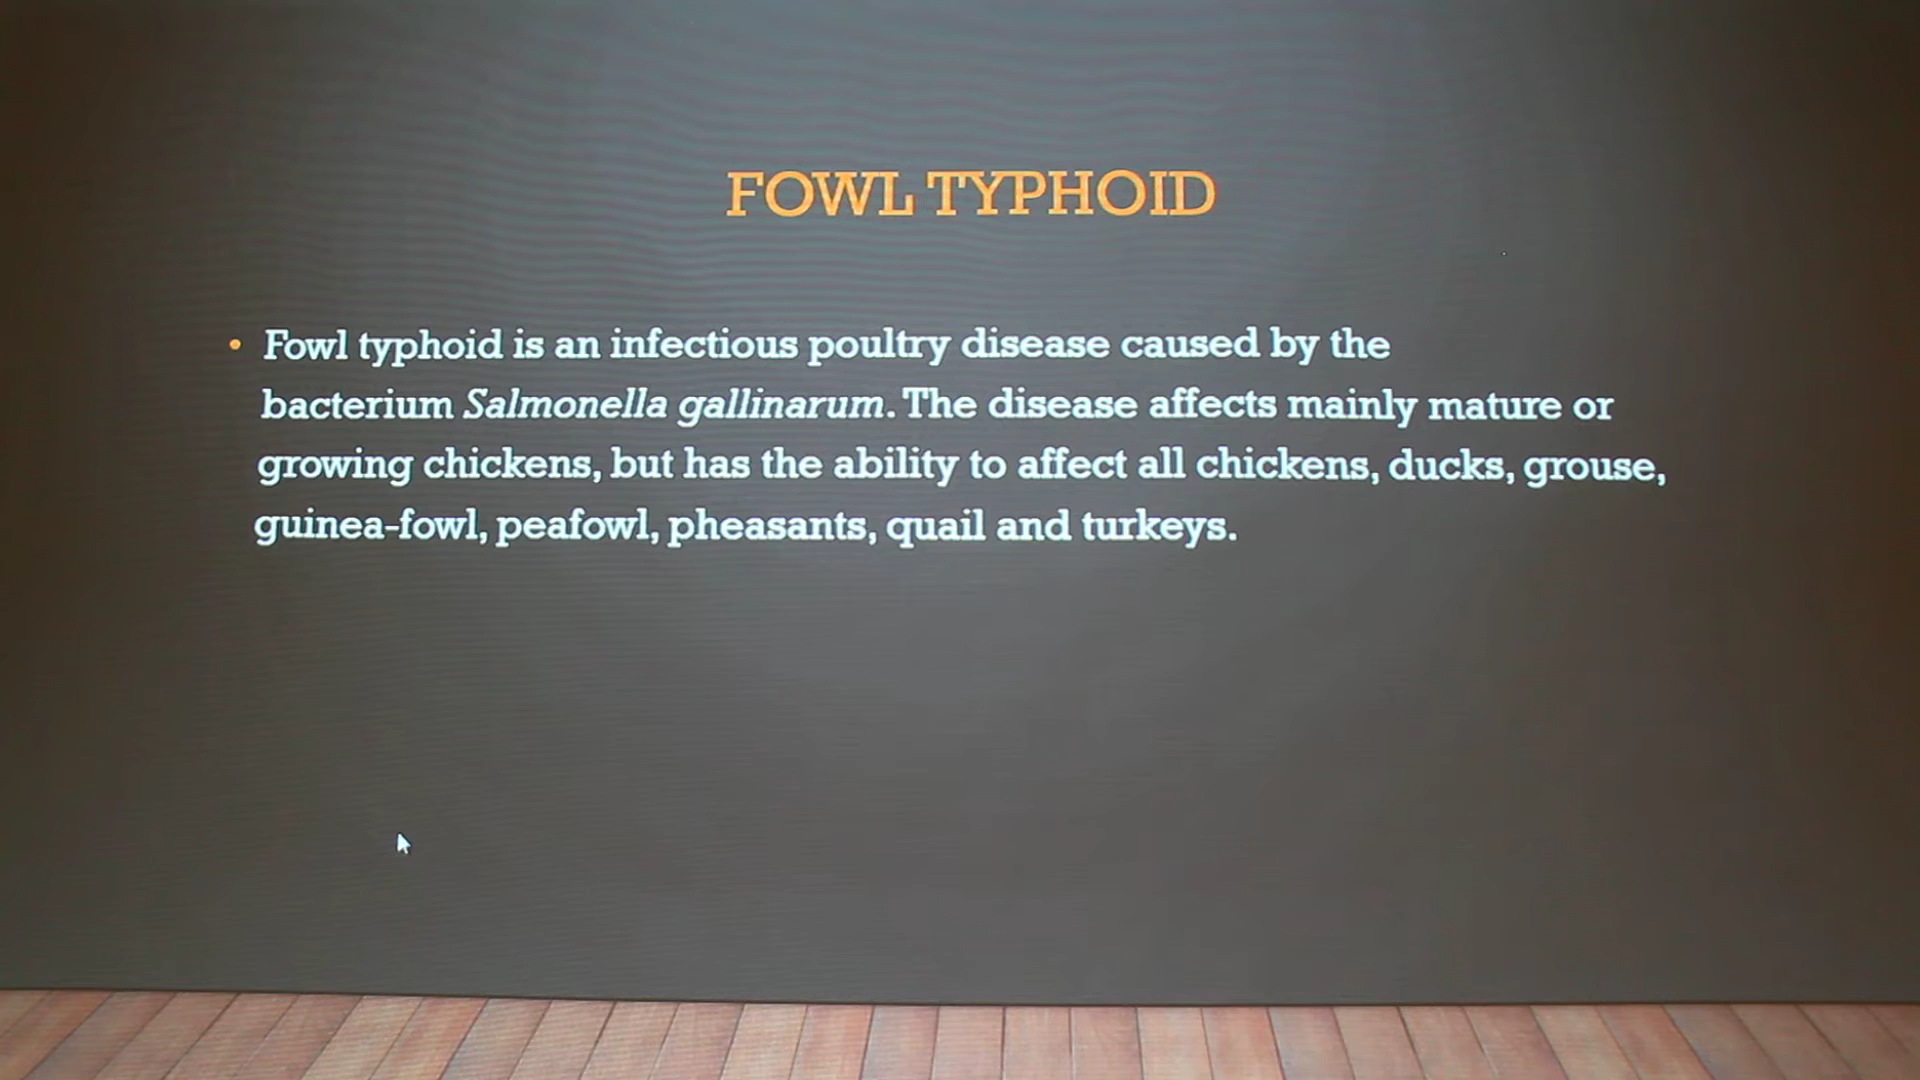 FOWL TYPHOID
• Fowl typhoid is an infectious poultry disease caused by the
bacterium Salmonella gallinarum. The disease affects mainly mature or
growing chickens, but has the ability to affect all chickens, ducks, grouse,
guinea-fowl, peafowl, pheasants, quail and turkeys.